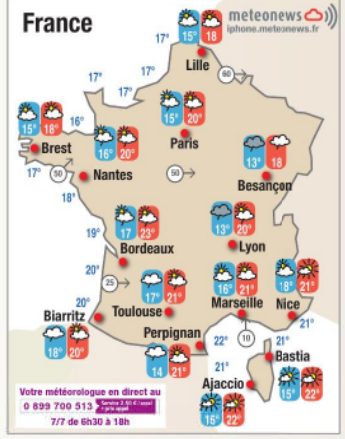 France
meteonews
iphone.meteonews.fr
17° 15° 18
Lille
17° 17° 60
15° 20°
Paris
15° 18° 16°
Brest
16° 20°
Nantes
17° 50 50
13° 18
Besançon
18°
19° 17 23°
Bordeaux
13° 20°
Lyon
20° 25
17° 21°
Toulouse
16° 21°
Marseille
18° 21°
Nice
20°
Biarritz
18° 20°
Perpignan
14 21°
22° 10 21° 21°
Bastia
15° 22°
21°
Ajaccio
16° 22°
Votre météorologue en direct au
0 899 700 513
7/7 de 6h30 à 18h